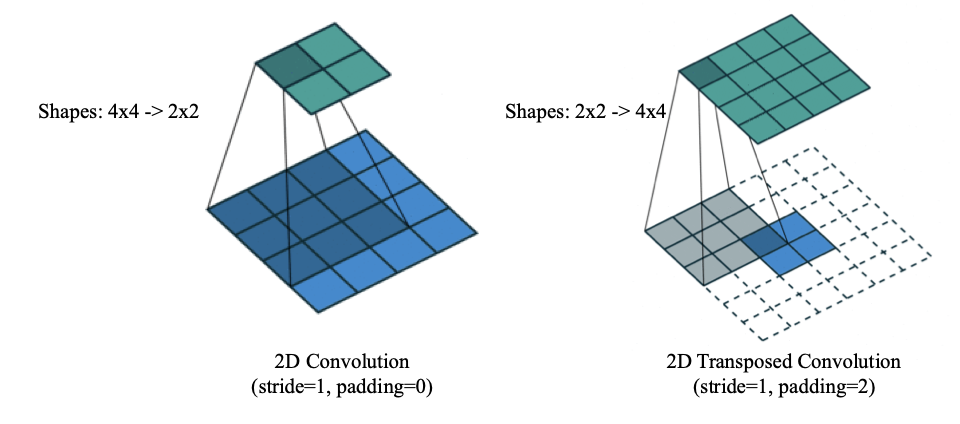 Shapes: 4x4 -> 2x2
Shapes: 2x2 -> 4x4
2D Convolution
(stride=1, padding=0)
2D Transposed Convolution
(stride=1, padding=2)